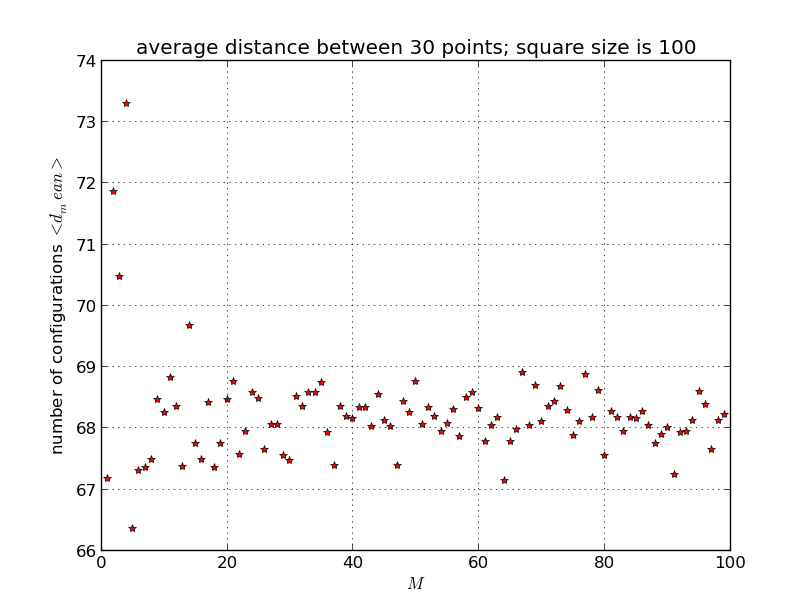 average distance between 30 points; square size is 100
number of configurations <d_m ean>
74
73
72
71
70
69
68
67
66
0 20 40 60 80 100
M